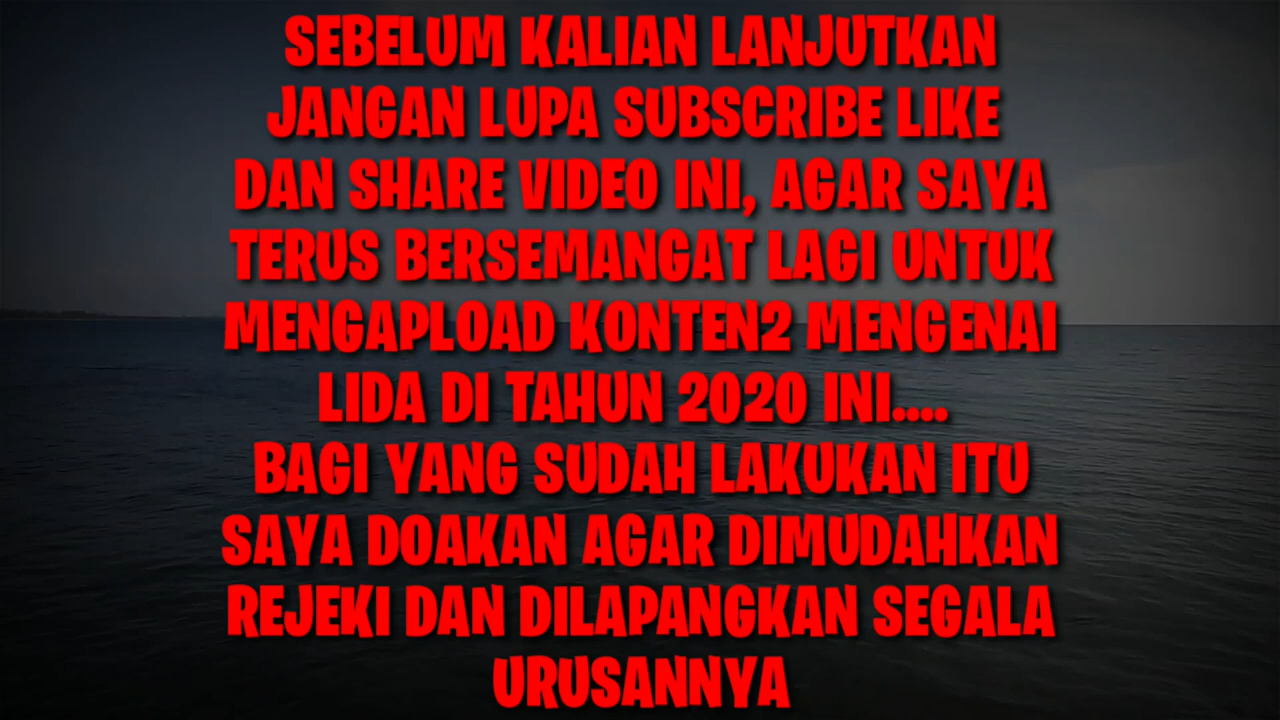 SEBELUM KALIAN LANJUTKAN
JANGAN LUPA SUBSCRIBE LIKE
DAN SHARE VIDEO INI, AGAR SAYA
TERUS BERSEMANGAT LAGI UNTUK
MENGAPLOAD KONTEN2 MENGENAI
LIDA DI TAHUN 2020 INI....
BAGI YANG SUDAH LAKUKAN ITU
SAYA DOAKAN AGAR DIMUDAHKAN
REJEKI DAN DILAPANGKAN SEGALA
URUSANNYA